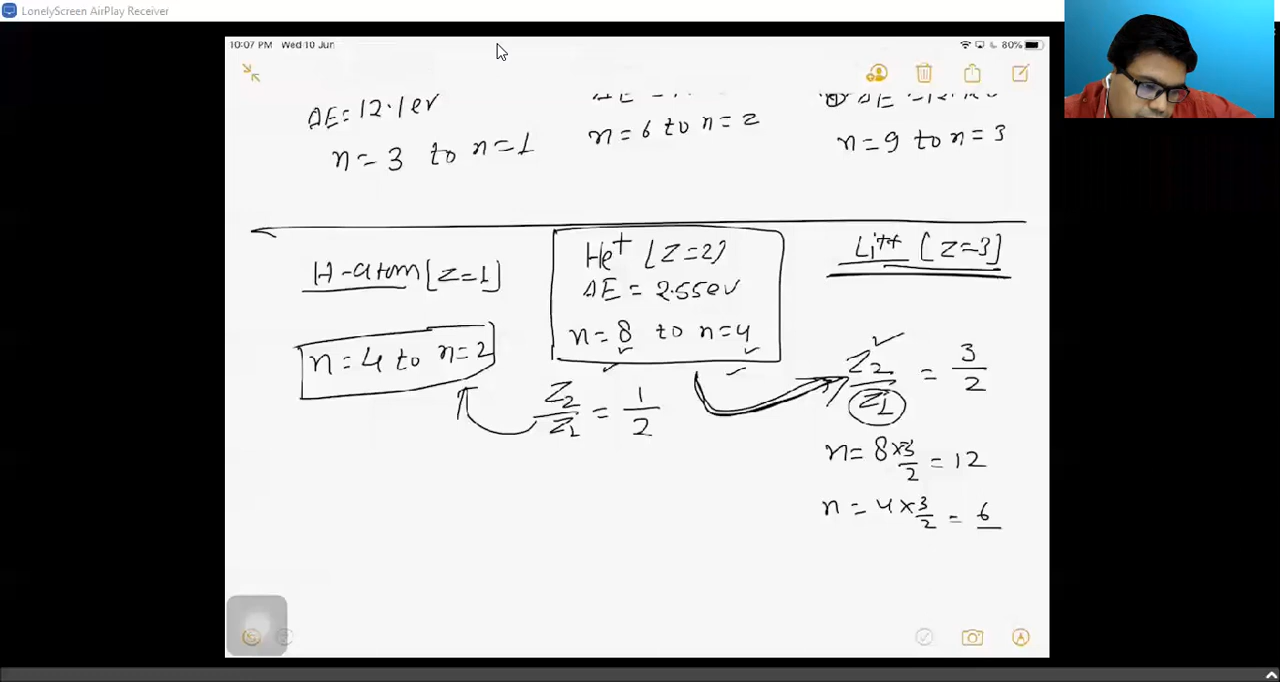 LonelyScreen AirPlay Receiver
10:07 PM Wed 10 Jun
80%
ΔE=12.1 ev
n=3 to n=1
n=6 to n=2
n=9 to n=3
H-atom [Z=1]
n=4 to n=2
He+ [Z=2]
ΔE = 2.55ev
n=8 to n=4
Z2/Z1 = 1/2
Li++ [Z=3]
Z2/Z1 = 3/2
n=8×3/2 = 12
n=4×3/2 = 6